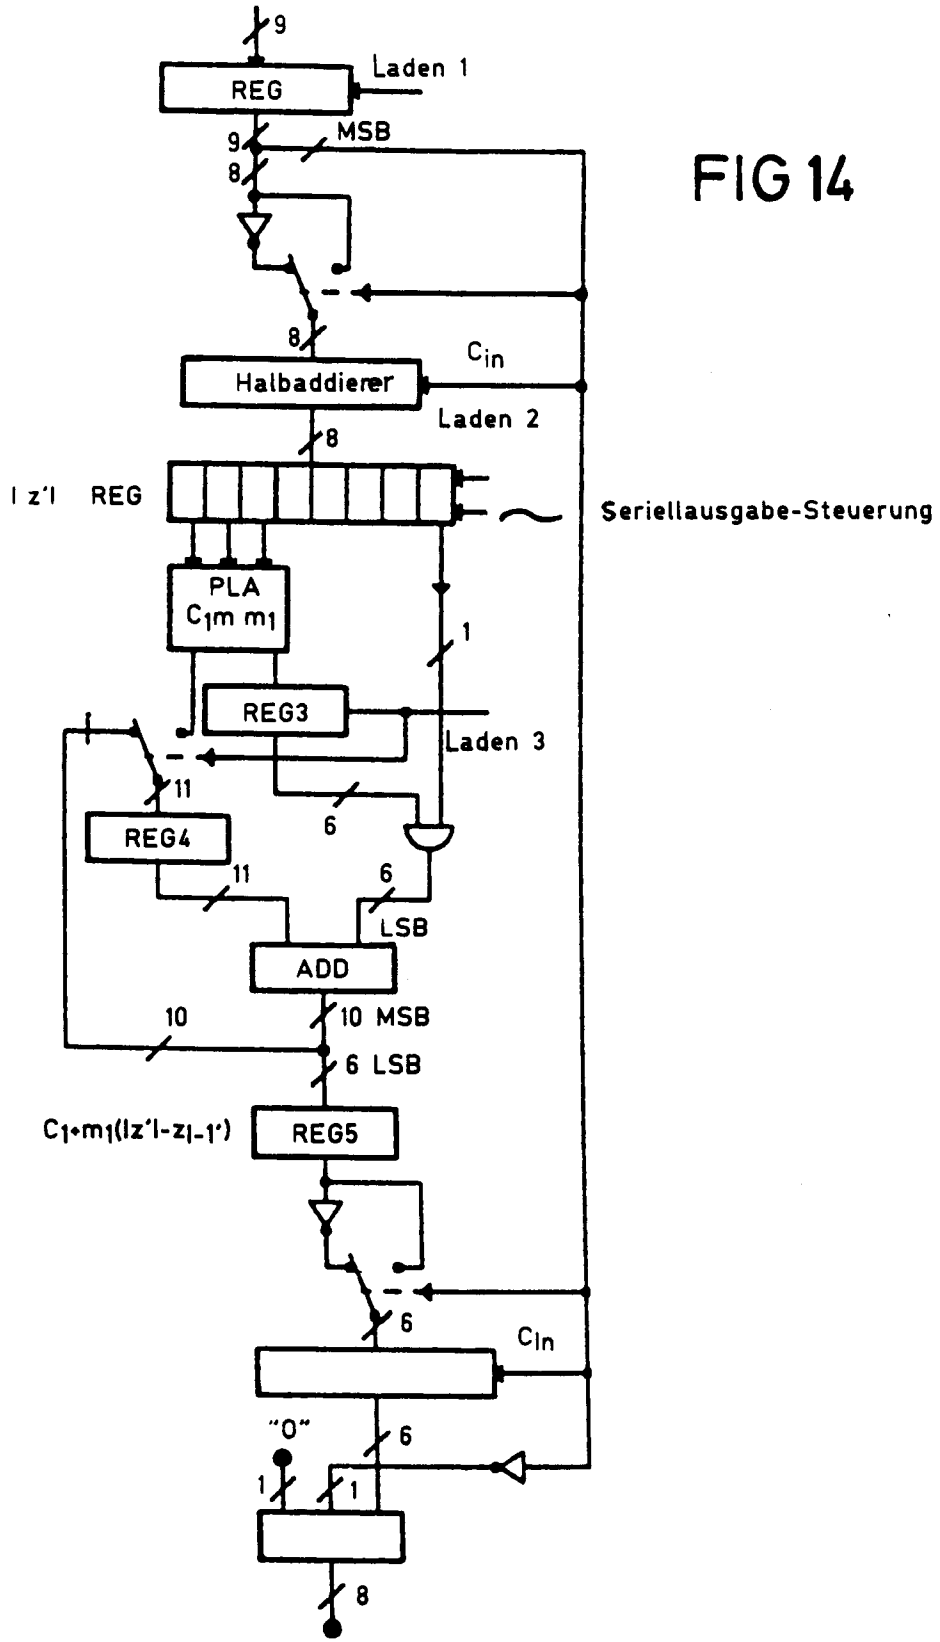 9
REG
Laden 1
9
MSB
8
FIG 14
8
Halbaddierer
Cin
Laden 2
8
| z'| REG
Seriellausgabe-Steuerung
PLA
C1m m1
1
REG3
Laden 3
11
6
REG4
11
6
LSB
ADD
10 MSB
10
6 LSB
C1+m1(|z'|-zl-1')
REG5
6
Cin
"0"
6
1
1
8